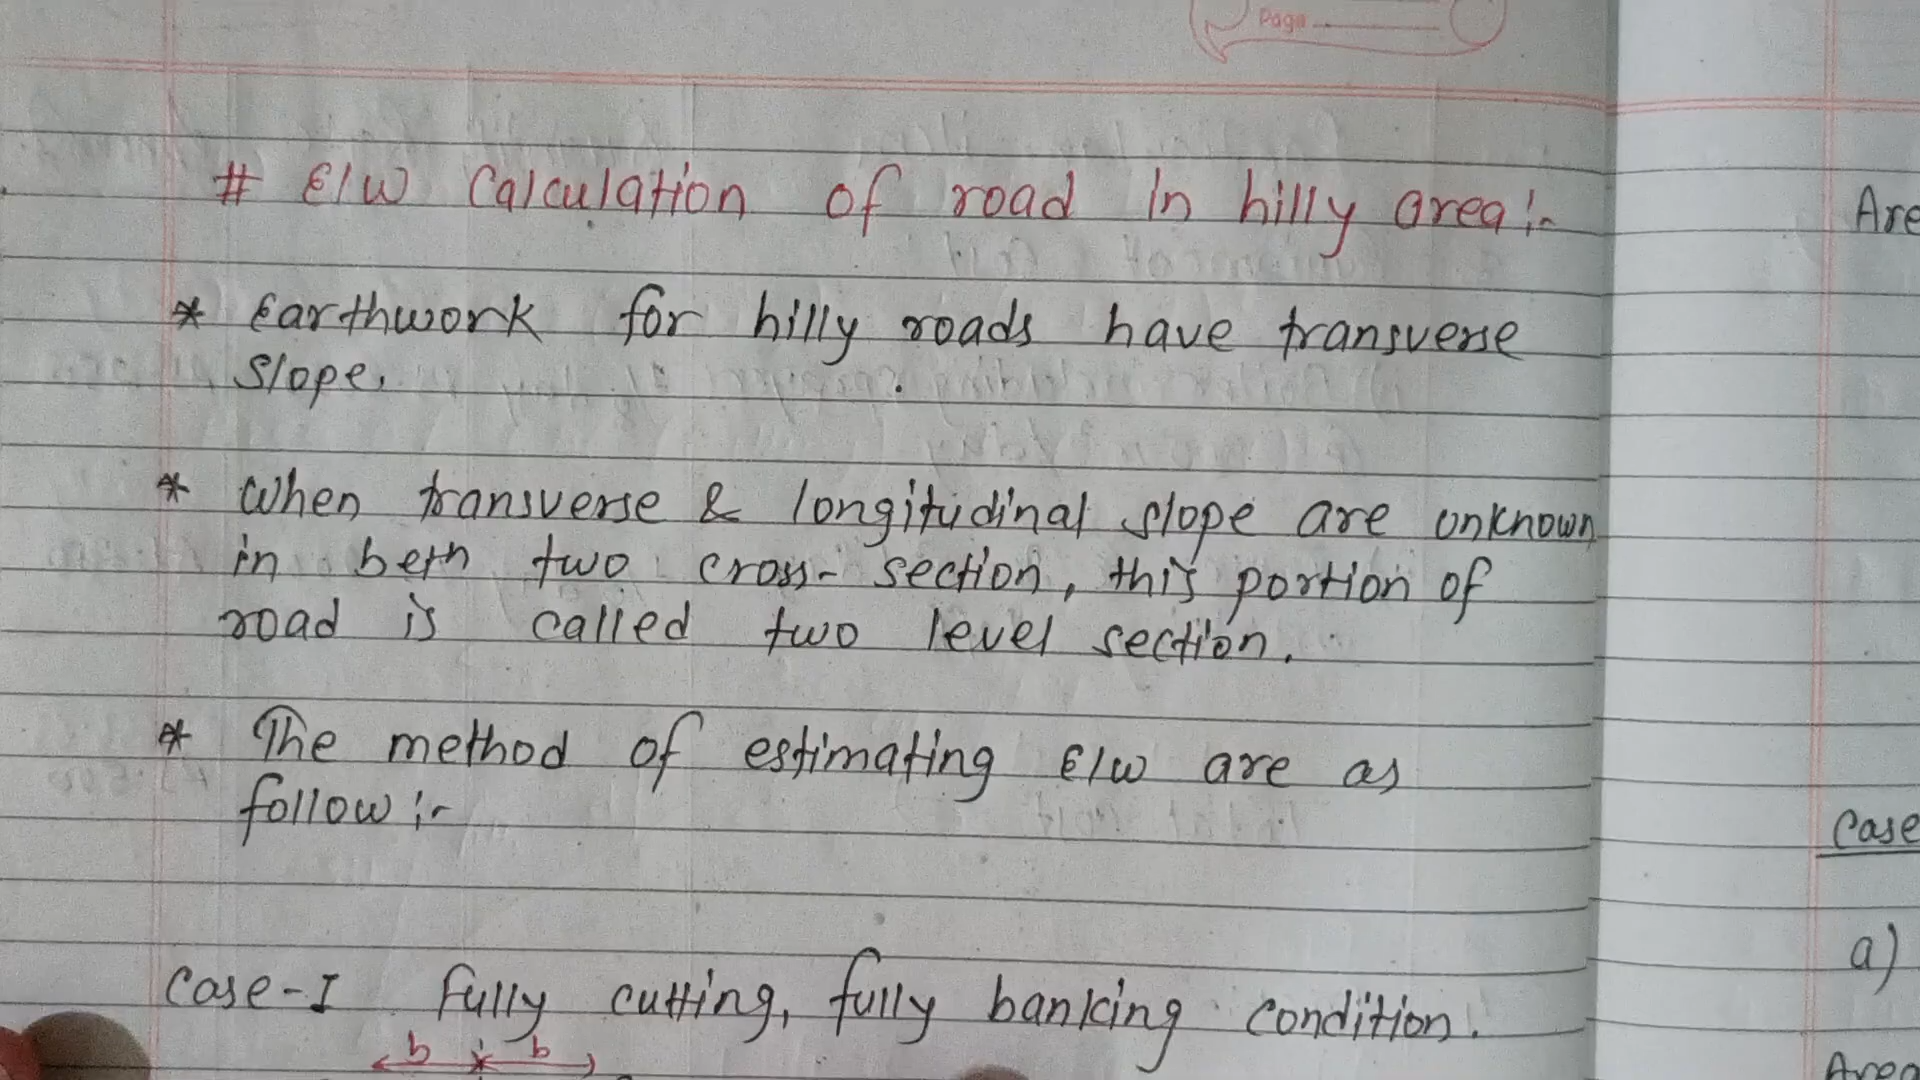 Page
# E/W Calculation of road in hilly area:-
* Earthwork for hilly roads have transverse
slope.
* When transverse & longitudinal slope are unknown
in beth two cross-section, this portion of
road is called two level section.
* The method of estimating E/W are as
follow:-
Case-I Fully cutting, fully banking condition.
b b
Are
Case
a)
Area